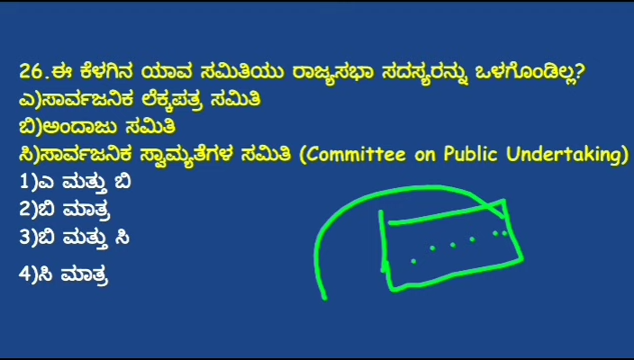 26.ಈ ಕೆಳಗಿನ ಯಾವ ಸಮಿತಿಯು ರಾಜ್ಯಸಭಾ ಸದಸ್ಯರನ್ನು ಒಳಗೊಂಡಿಲ್ಲ?
ಎ)ಸಾರ್ವಜನಿಕ ಲೆಕ್ಕಪತ್ರ ಸಮಿತಿ
ಬಿ)ಅಂದಾಜು ಸಮಿತಿ
ಸಿ)ಸಾರ್ವಜನಿಕ ಸ್ವಾಮ್ಯತೆಗಳ ಸಮಿತಿ (Committee on Public Undertaking)
1)ಎ ಮತ್ತು ಬಿ
2)ಬಿ ಮಾತ್ರ
3)ಬಿ ಮತ್ತು ಸಿ
4)ಸಿ ಮಾತ್ರ